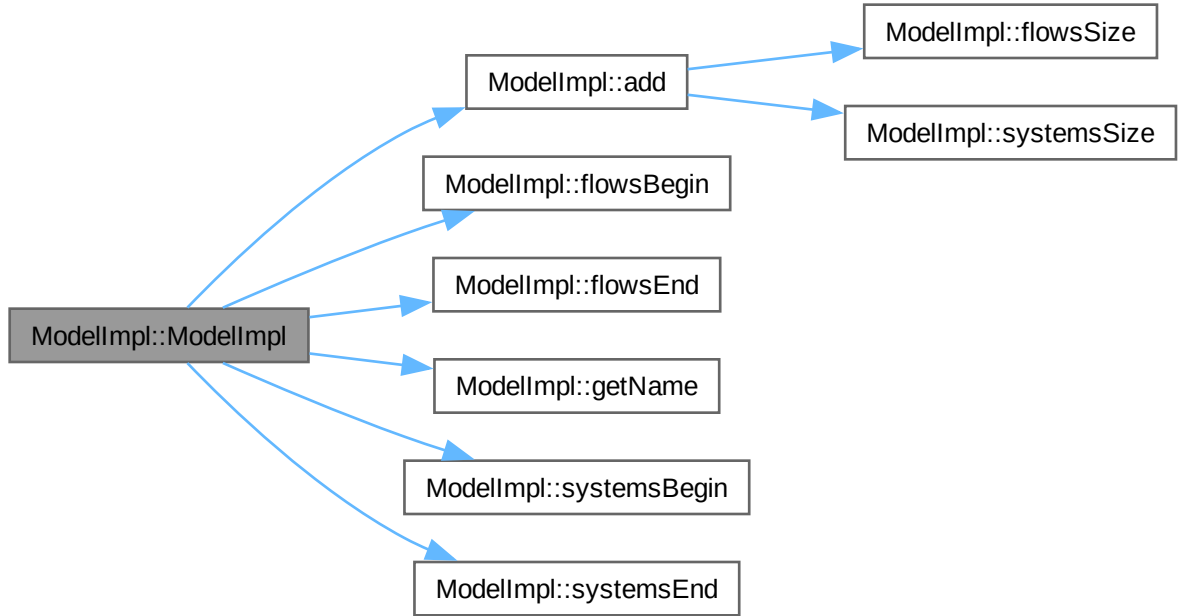 ModelImpl::flowsSize
ModelImpl::add
ModelImpl::systemsSize
ModelImpl::flowsBegin
ModelImpl::flowsEnd
ModelImpl::ModelImpl
ModelImpl::getName
ModelImpl::systemsBegin
ModelImpl::systemsEnd